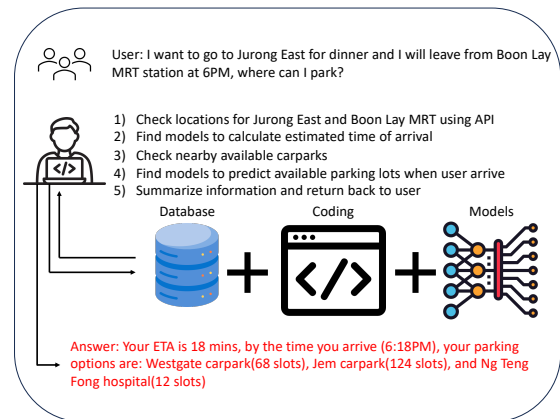 User: I want to go to Jurong East for dinner and I will leave from Boon Lay
MRT station at 6PM, where can I park?
1) Check locations for Jurong East and Boon Lay MRT using API
2) Find models to calculate estimated time of arrival
3) Check nearby available carparks
4) Find models to predict available parking lots when user arrive
5) Summarize information and return back to user
Database Coding Models
</>
</>
Answer: Your ETA is 18 mins, by the time you arrive (6:18PM), your parking
options are: Westgate carpark(68 slots), Jem carpark(124 slots), and Ng Teng
Fong hospital(12 slots)